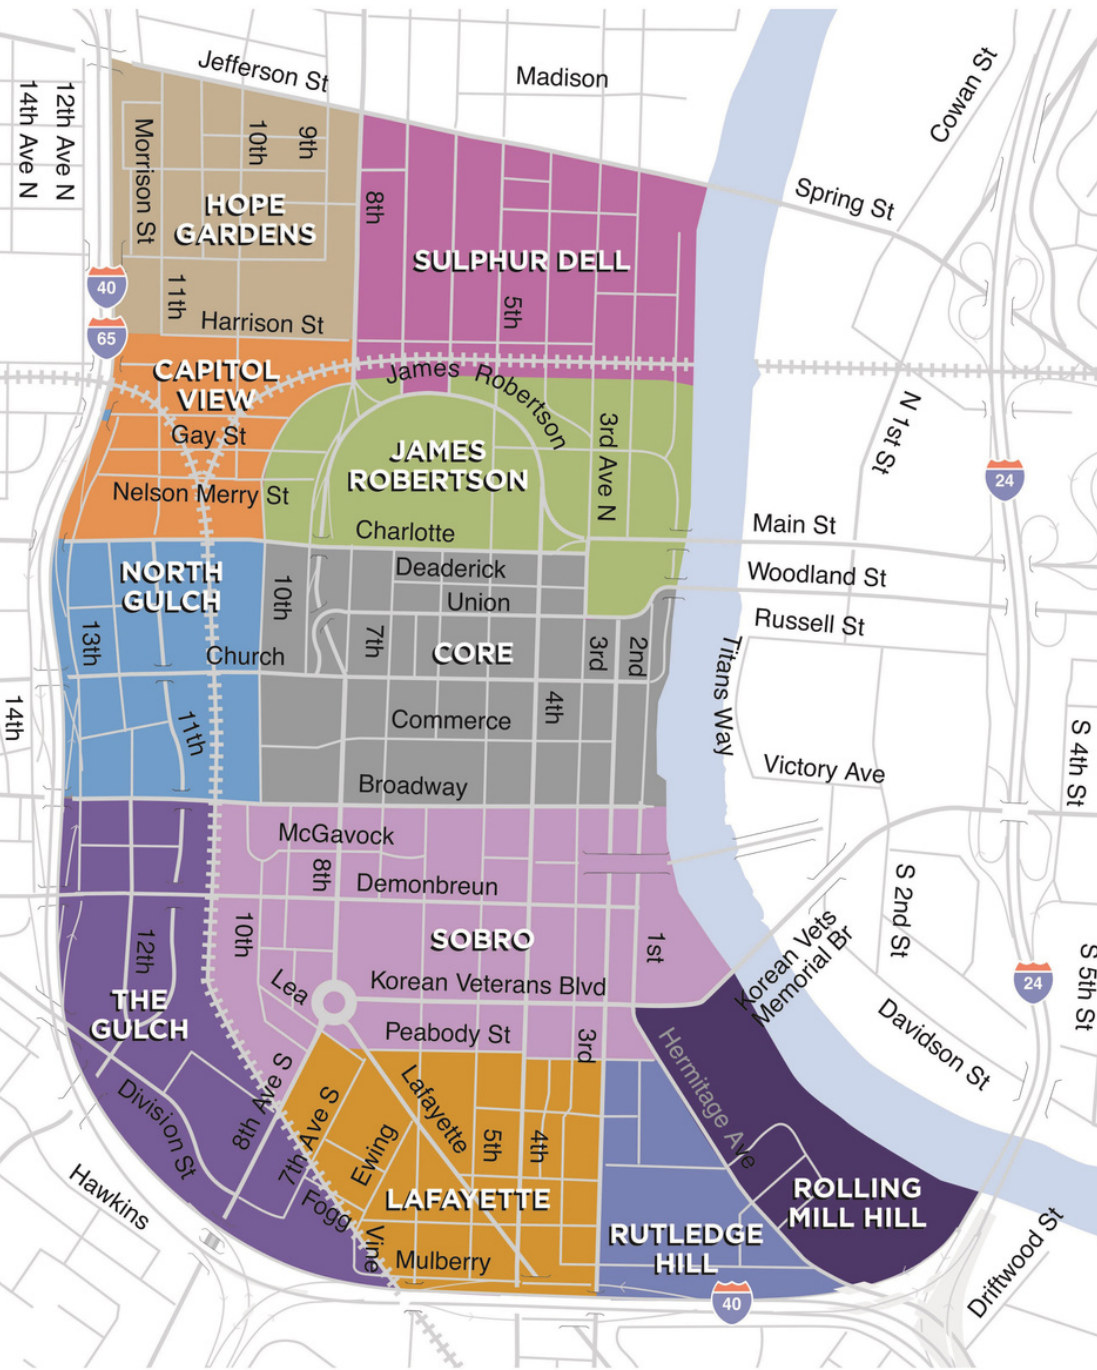 Jefferson St
Madison
Cowan St
14th Ave N
12th Ave N
Morrison St
10th
9th
8th
Spring St
HOPE
GARDENS
SULPHUR DELL
40
65
11th
5th
Harrison St
CAPITOL
VIEW
James Robertson
N 1st St
Gay St
JAMES
ROBERTSON
3rd Ave N
24
Nelson Merry St
Charlotte
Main St
NORTH
GULCH
10th
Deaderick
Union
Woodland St
Russell St
13th
Church
7th
CORE
3rd
2nd
Titans Way
14th
11th
Commerce
4th
Victory Ave
S 4th St
Broadway
McGavock
8th
Demonbreun
S 2nd St
12th
10th
SOBRO
1st
Korean Vets
Memorial Br
24
S 5th St
Lea
Korean Veterans Blvd
THE
GULCH
Peabody St
3rd
Hermitage Ave
Davidson St
Division St
8th Ave S
7th Ave S
Lafayette
Ewing
5th
4th
Hawkins
Fogg
LAFAYETTE
ROLLING
MILL HILL
Vine
Mulberry
RUTLEDGE
HILL
40
Driftwood St